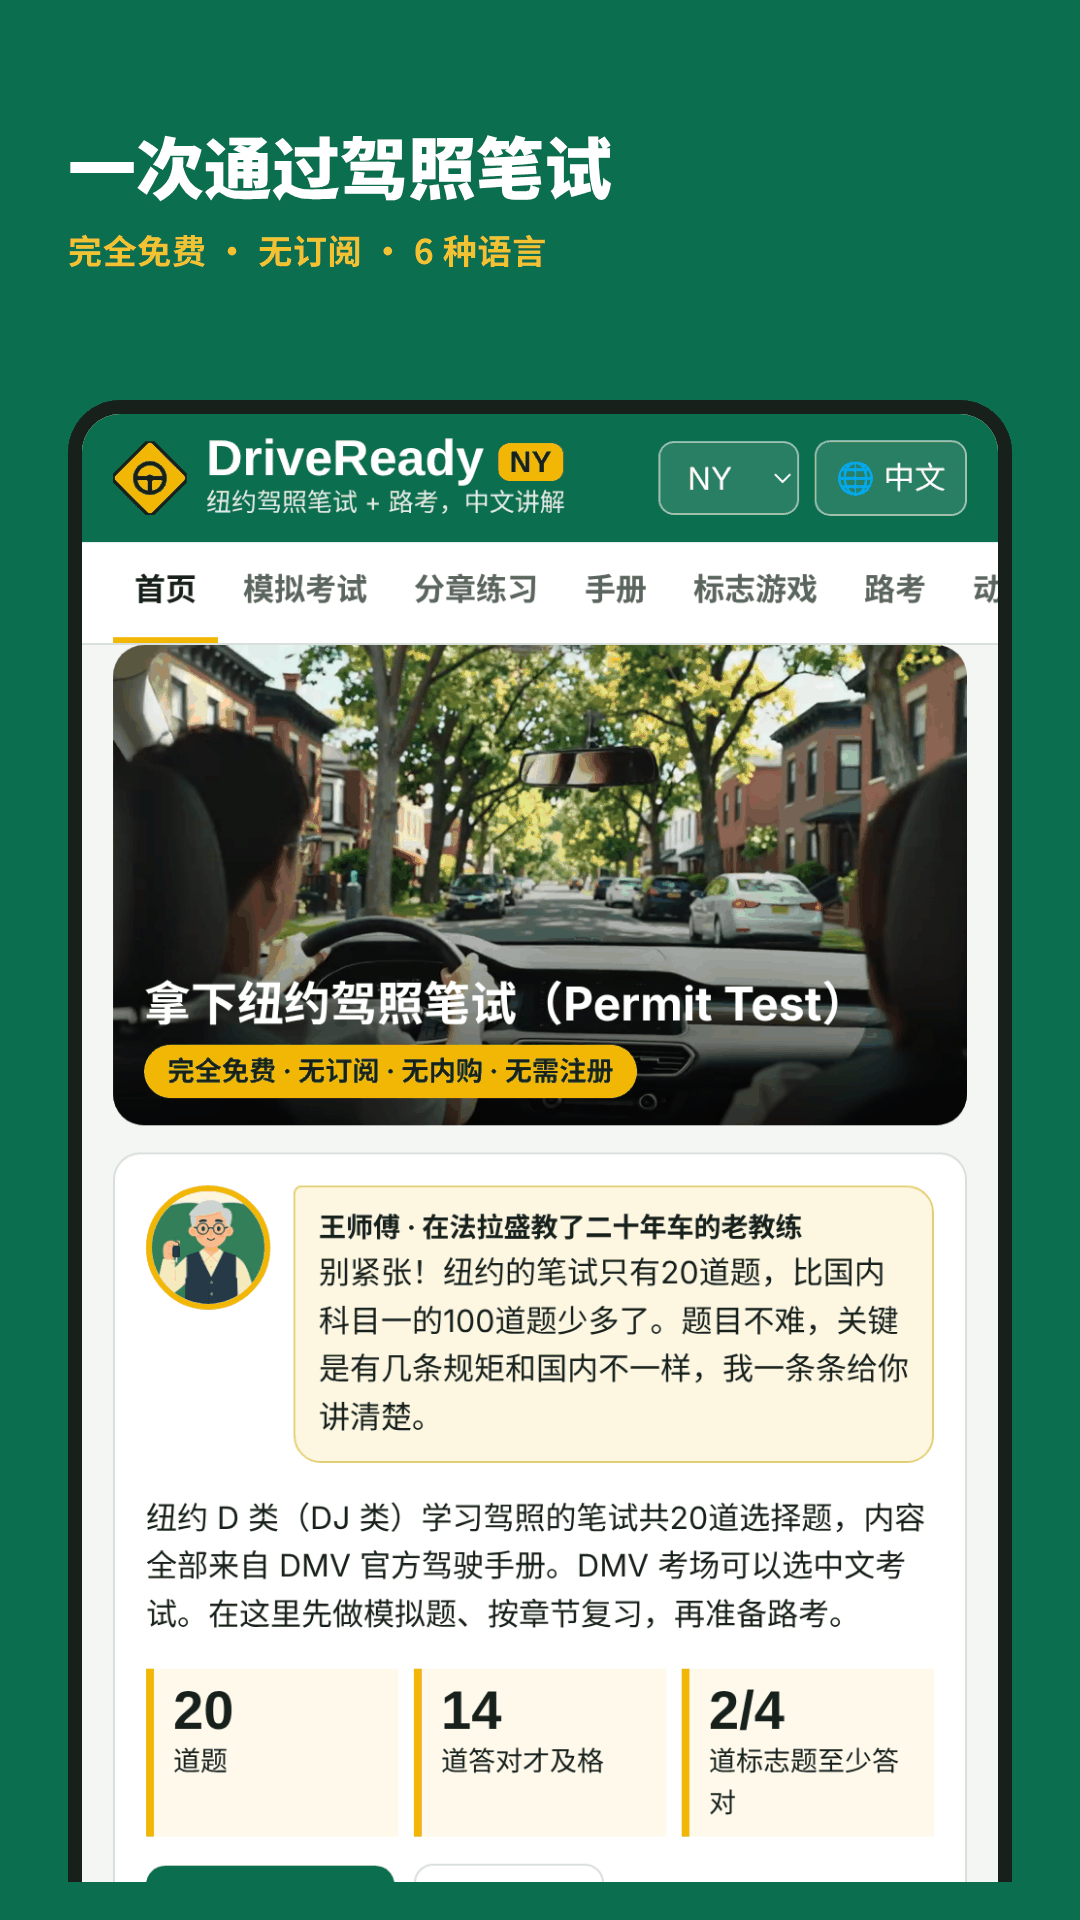 一次通过驾照笔试
完全免费 · 无订阅 · 6 种语言
DriveReady NY
纽约驾照笔试 + 路考，中文讲解
NY
中文
首页 模拟考试 分章练习 手册 标志游戏 路考 动
拿下纽约驾照笔试（Permit Test）
完全免费 · 无订阅 · 无内购 · 无需注册
王师傅 · 在法拉盛教了二十年车的老教练
别紧张！纽约的笔试只有20道题，比国内
科目一的100道题少多了。题目不难，关键
是有几条规矩和国内不一样，我一条条给你
讲清楚。
纽约 D 类（DJ 类）学习驾照的笔试共20道选择题，内容
全部来自 DMV 官方驾驶手册。DMV 考场可以选中文考
试。在这里先做模拟题、按章节复习，再准备路考。
20
道题
14
道答对才及格
2/4
道标志题至少答
对